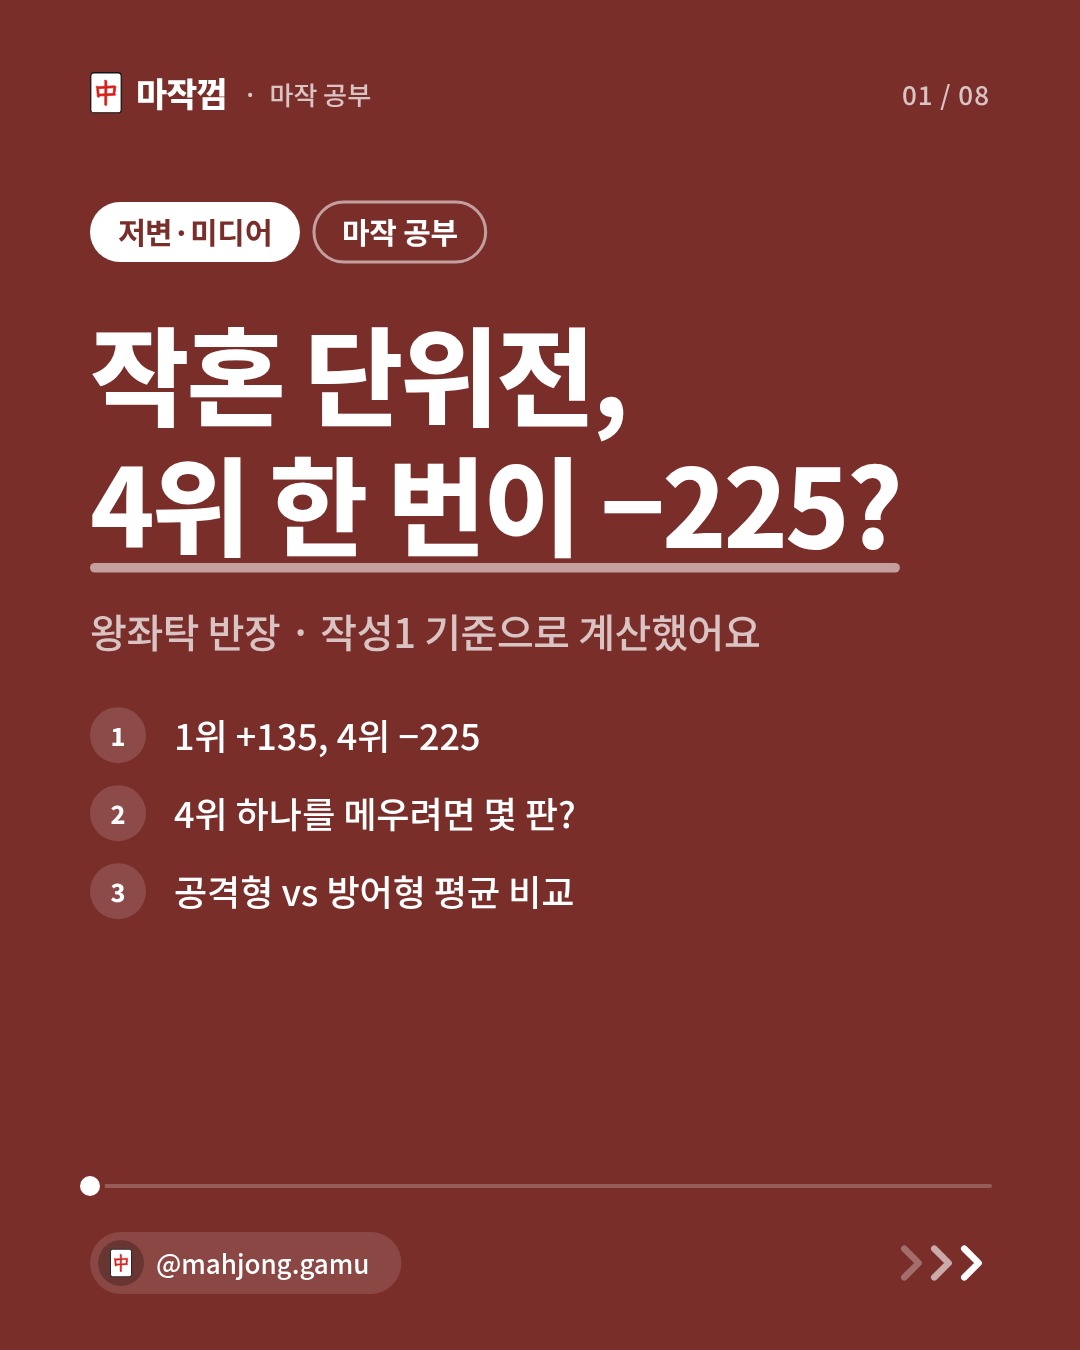 中 마작껌 · 마작 공부
01 / 08
저변·미디어
마작 공부
작혼 단위전,
4위 한 번이 −225?
왕좌탁 반장 · 작성1 기준으로 계산했어요
1 1위 +135, 4위 −225
2 4위 하나를 메우려면 몇 판?
3 공격형 vs 방어형 평균 비교
中 @mahjong.gamu